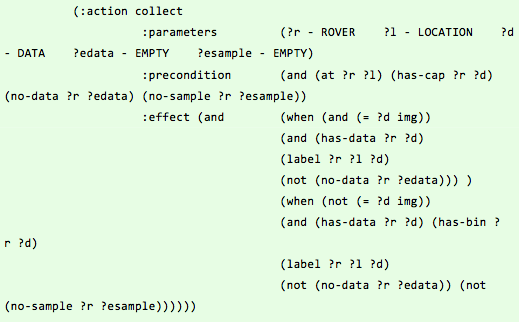 (:action collect
:parameters (?r - ROVER ?l - LOCATION ?d
- DATA ?edata - EMPTY ?esample - EMPTY)
:precondition (and (at ?r ?l) (has-cap ?r ?d)
(no-data ?r ?edata) (no-sample ?r ?esample))
:effect (and (when (and (= ?d img))
(and (has-data ?r ?d)
(label ?r ?l ?d)
(not (no-data ?r ?edata))) )
(when (not (= ?d img))
(and (has-data ?r ?d) (has-bin ?
r ?d)
(label ?r ?l ?d)
(not (no-data ?r ?edata)) (not
(no-sample ?r ?esample))))))